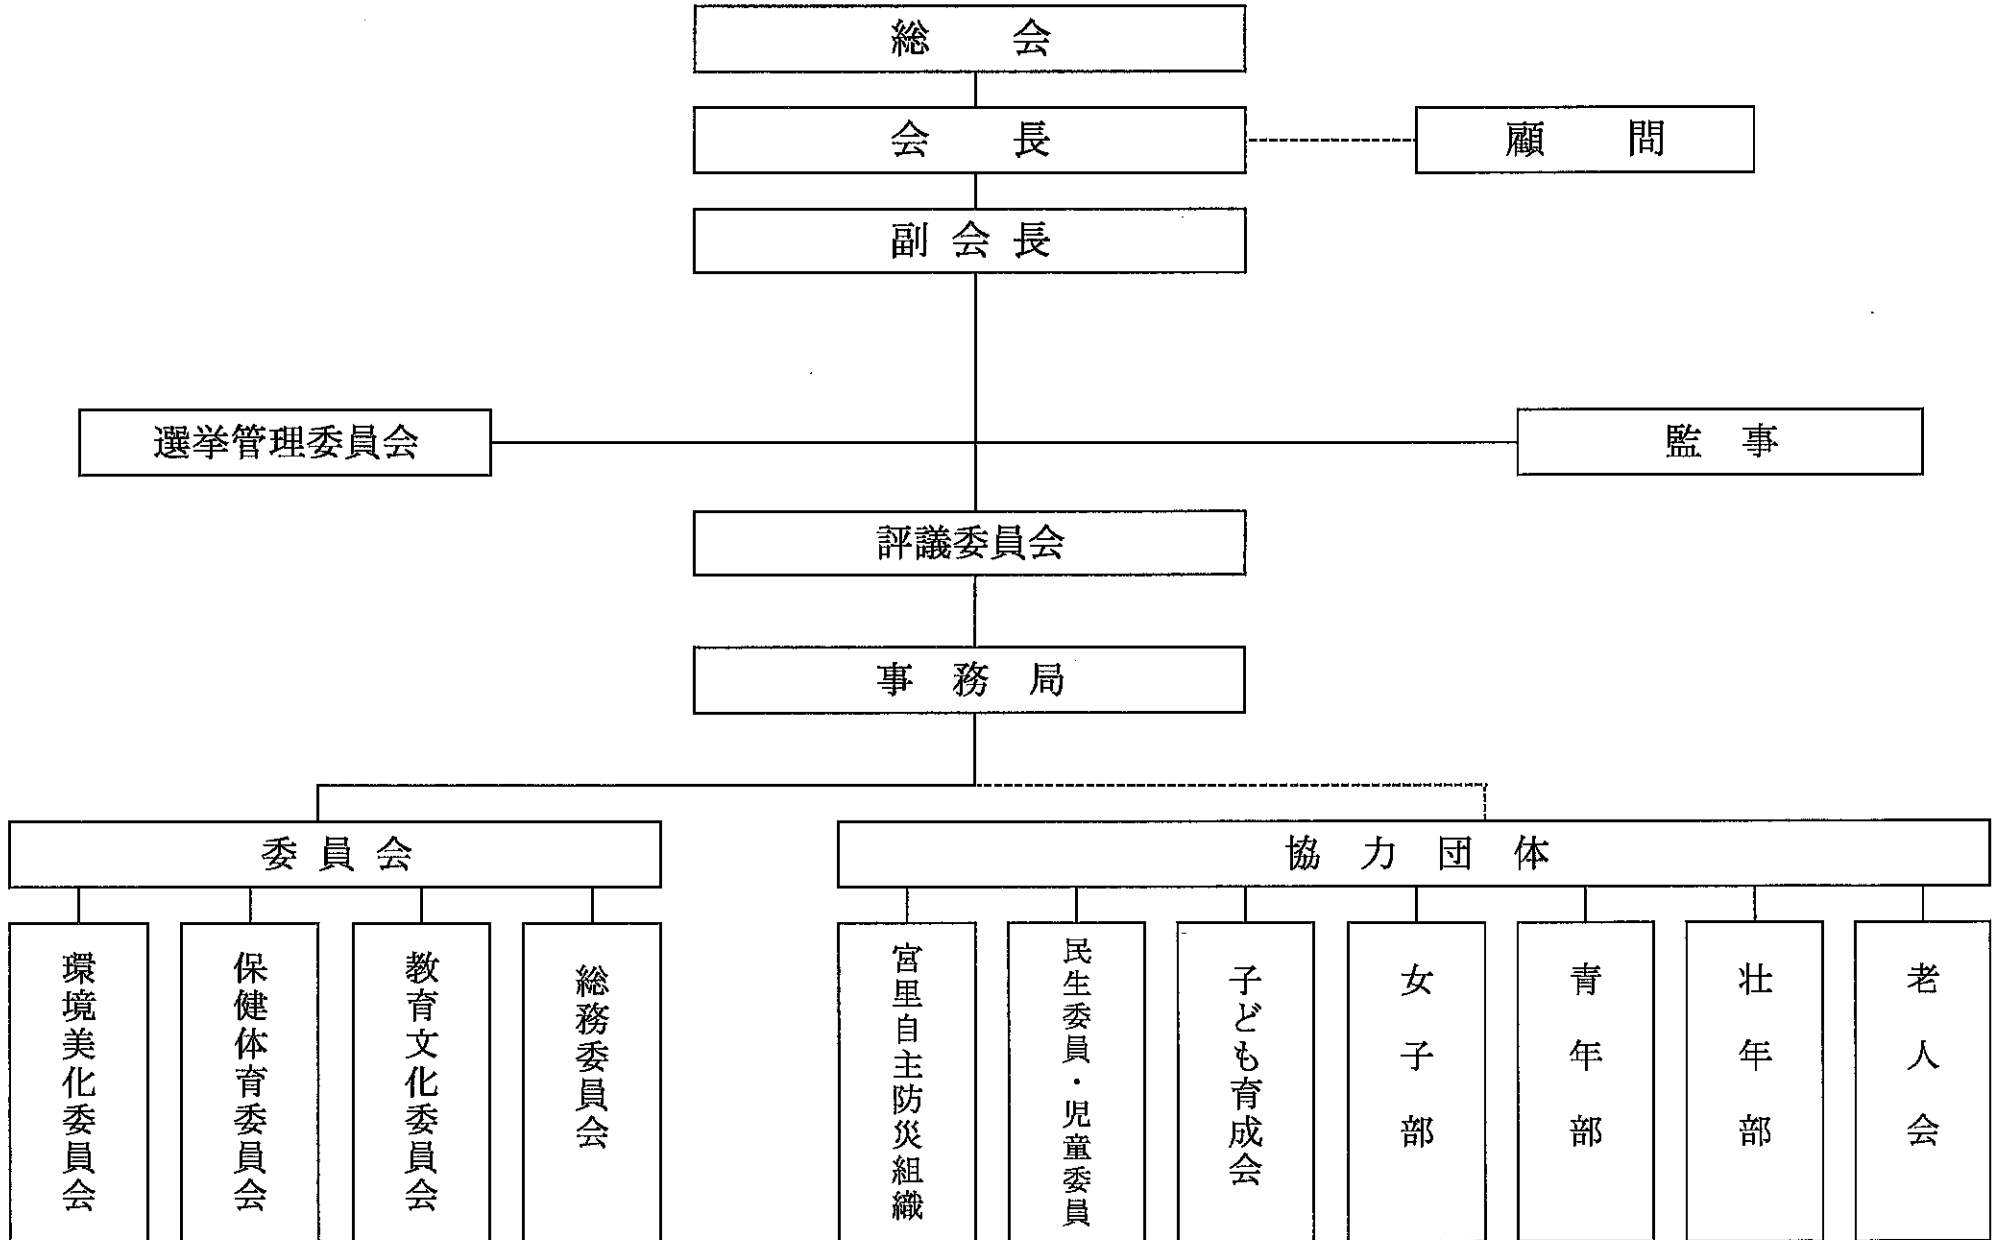 総　会
会　長
顧　問
副会長
選挙管理委員会
監　事
評議委員会
事　務　局
委員会
協　力　団　体
環境美化委員会
保健体育委員会
教育文化委員会
総務委員会
宮里自主防災組織
民生委員・児童委員
子ども育成会
女子部
青年部
壮年部
老人会